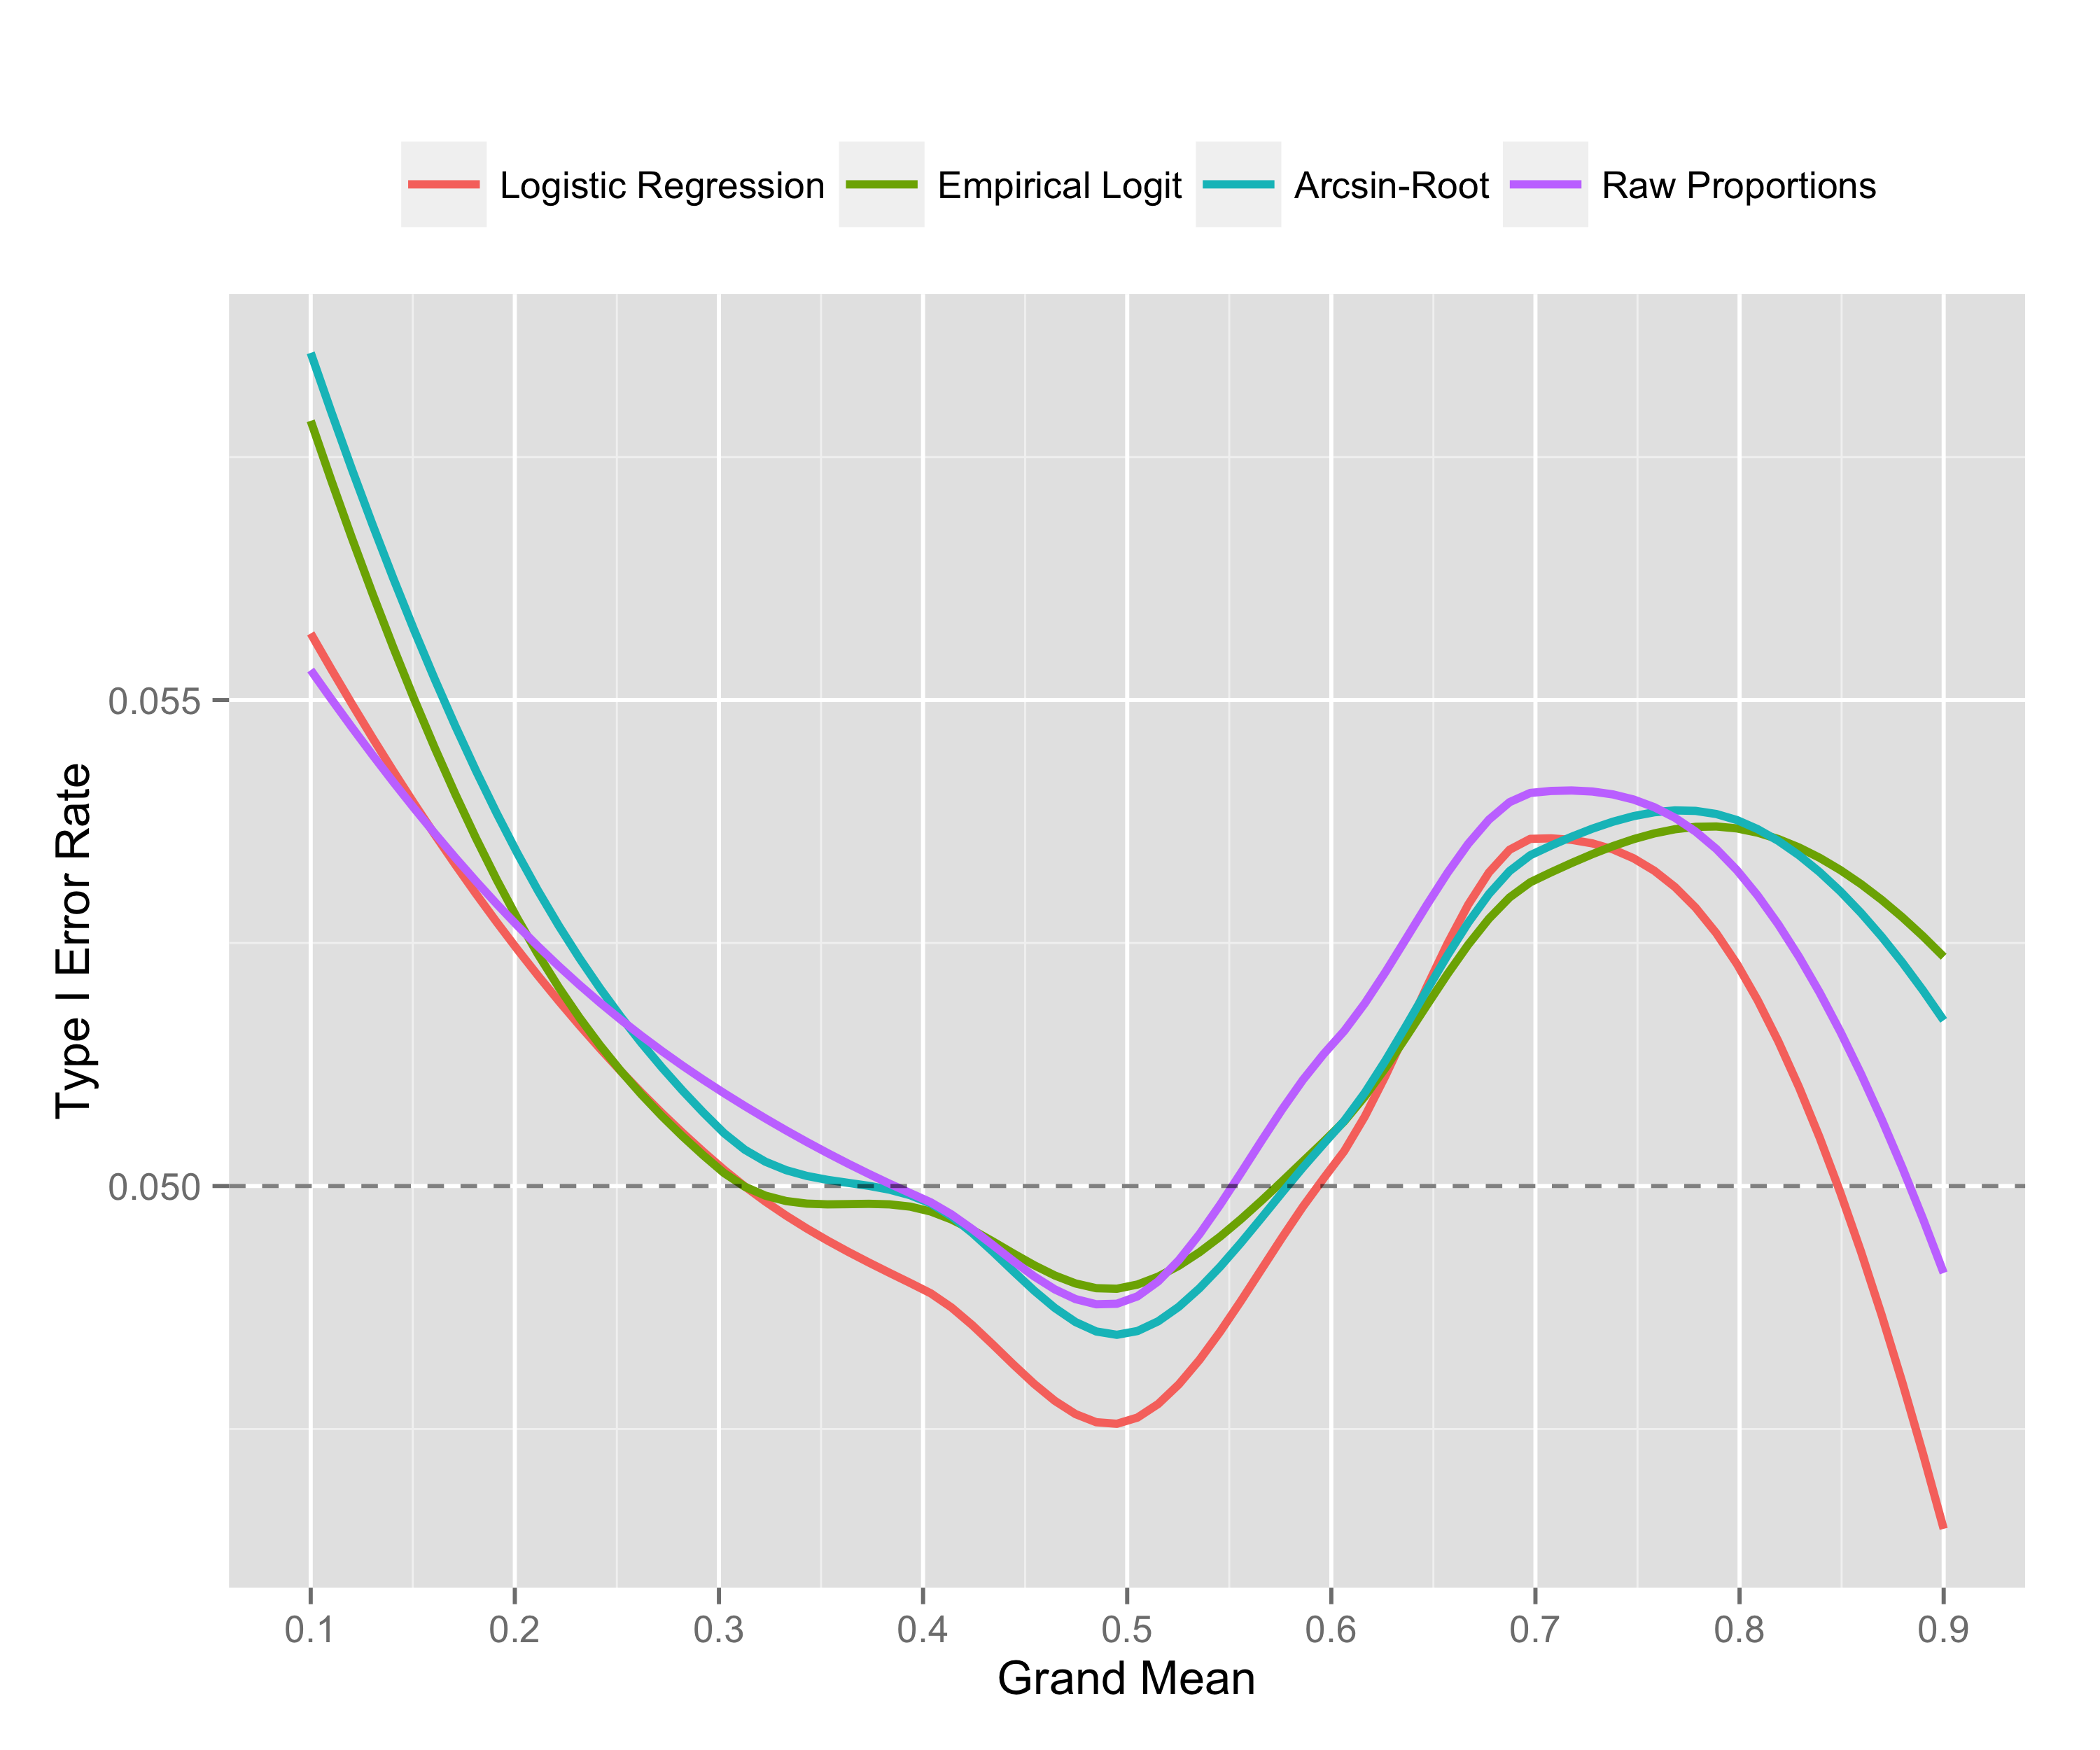 Logistic Regression Empirical Logit Arcsin-Root Raw Proportions
Type I Error Rate
0.055
0.050
0.1 0.2 0.3 0.4 0.5 0.6 0.7 0.8 0.9
Grand Mean